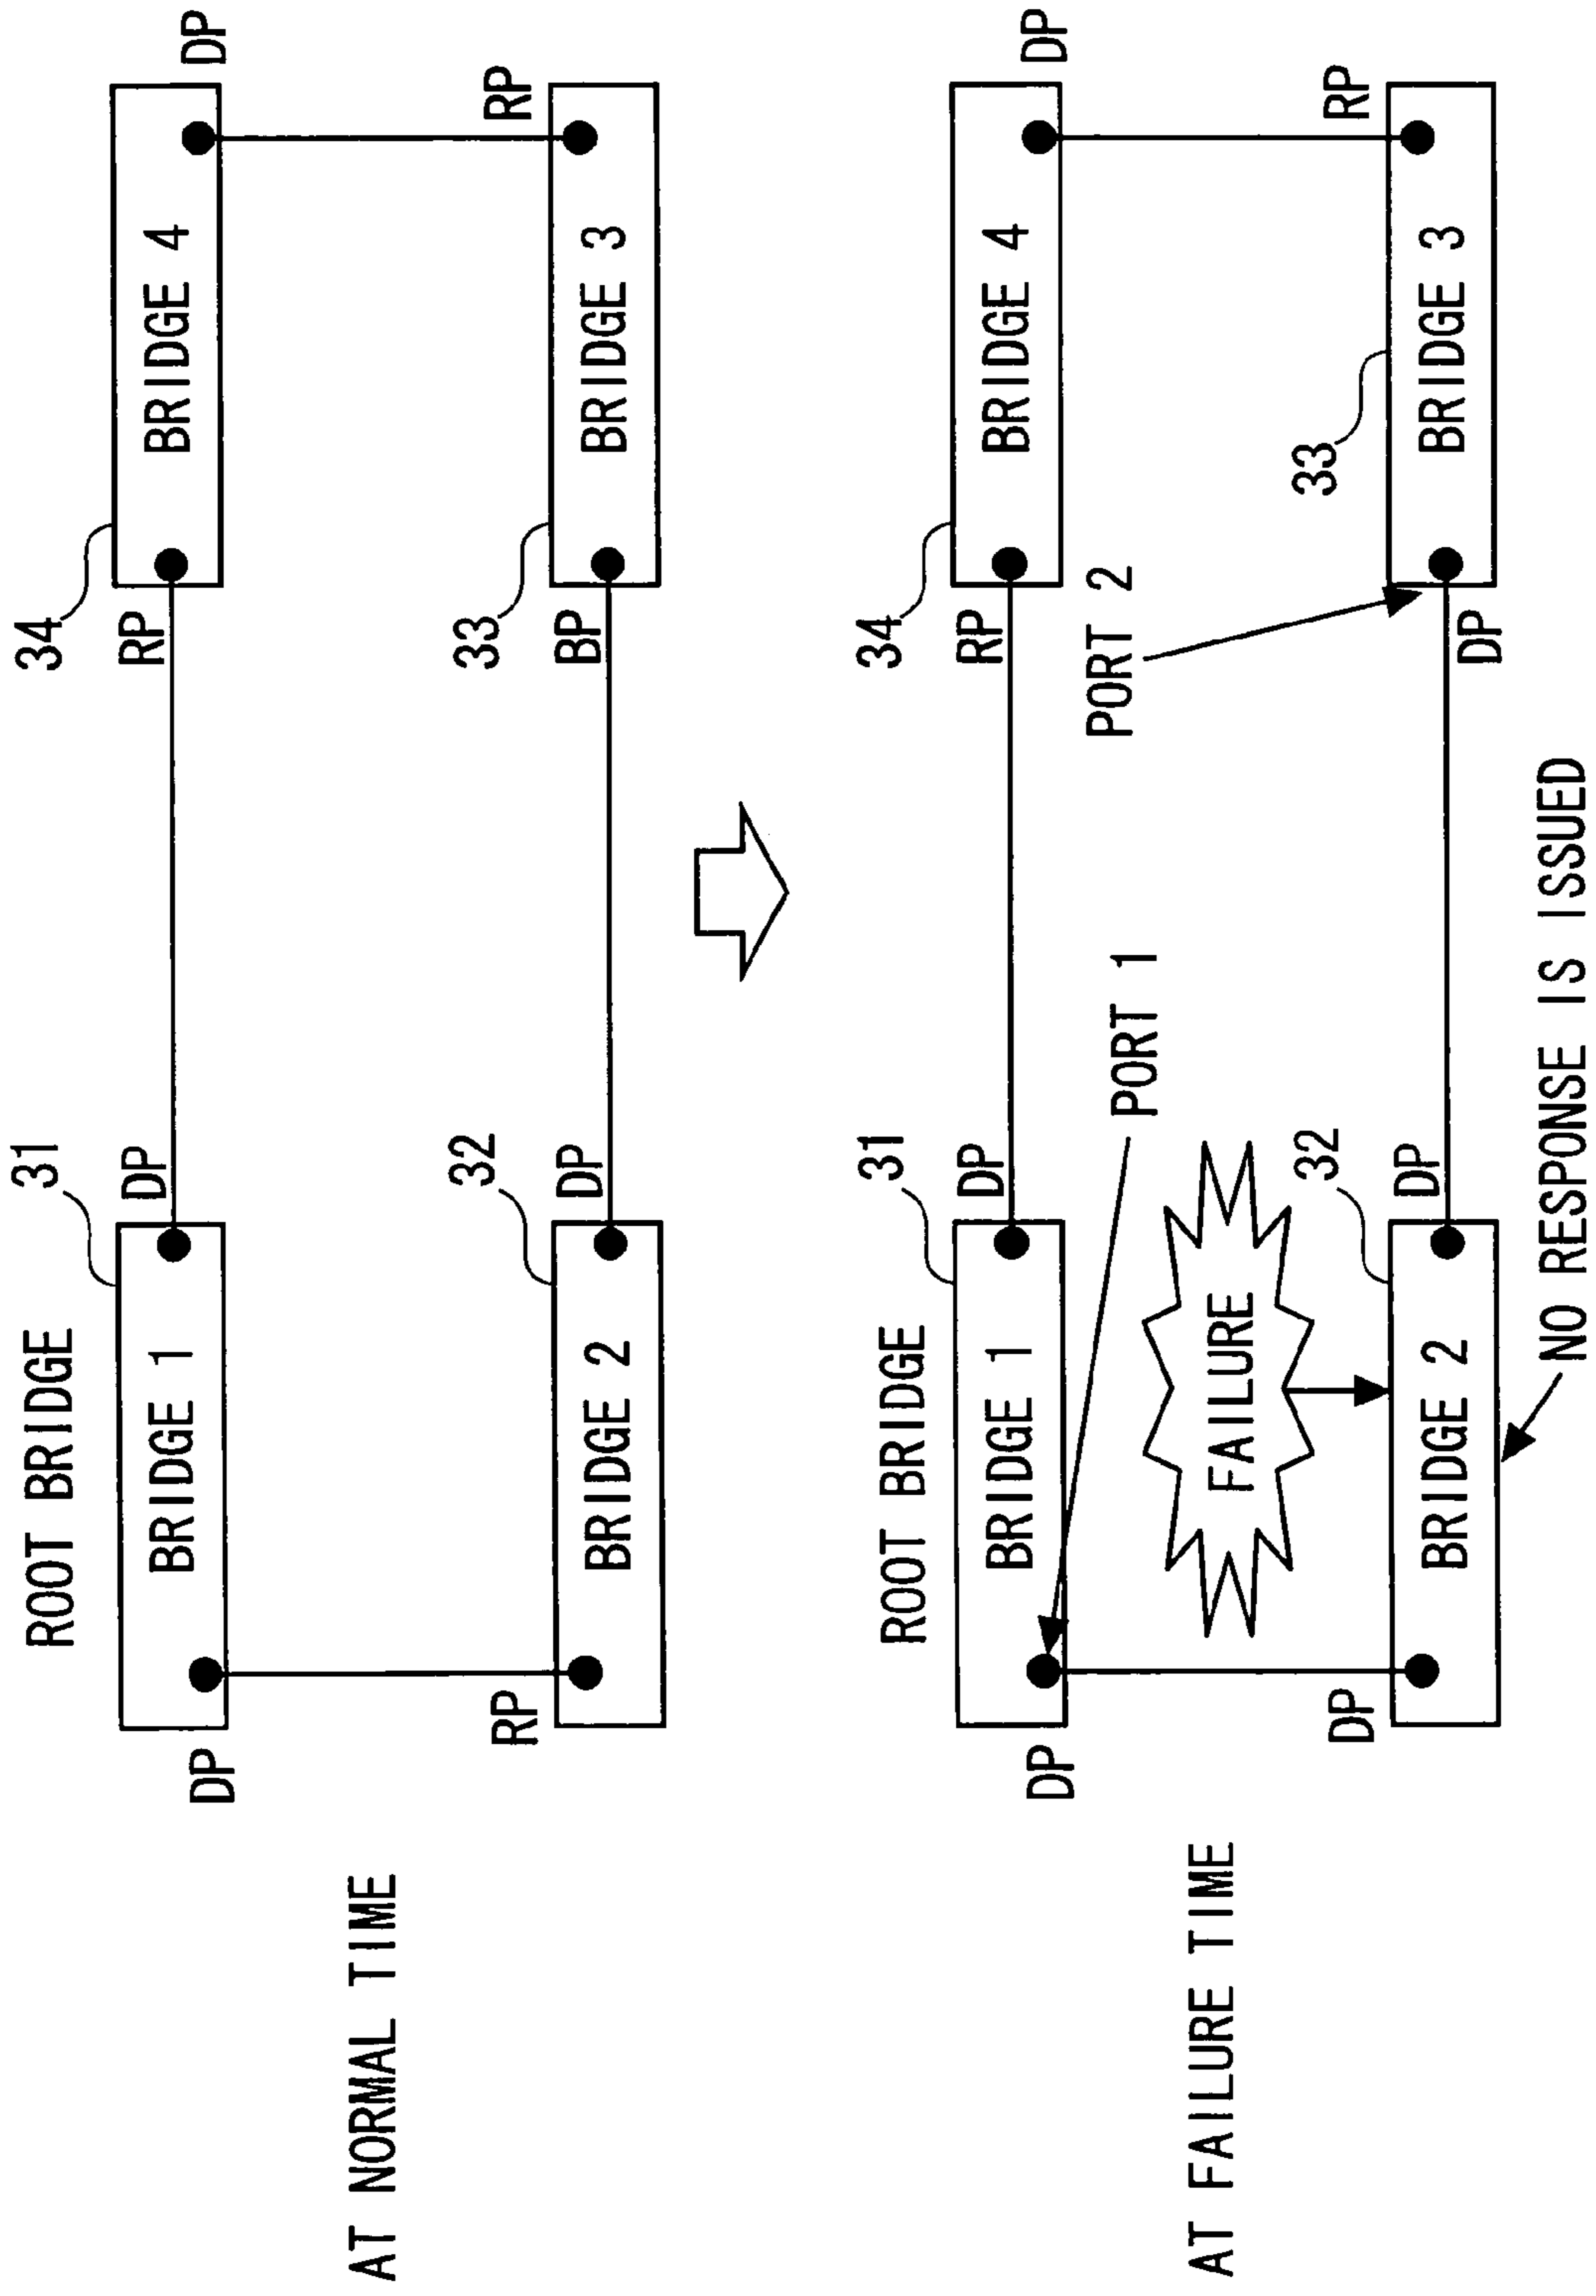 AT NORMAL TIME
ROOT BRIDGE
31
34
DP
BRIDGE 1
DP
RP
BRIDGE 4
DP
32
33
RP
BRIDGE 2
DP
BP
BRIDGE 3
RP
AT FAILURE TIME
ROOT BRIDGE
31
34
DP
BRIDGE 1
DP
RP
BRIDGE 4
DP
PORT 1
PORT 2
FAILURE
32
33
DP
BRIDGE 2
DP
DP
BRIDGE 3
RP
NO RESPONSE IS ISSUED